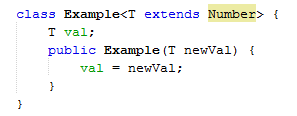 class Example<T extends Number> {
    T val;
    public Example(T newVal) {
        val = newVal;
    }
}